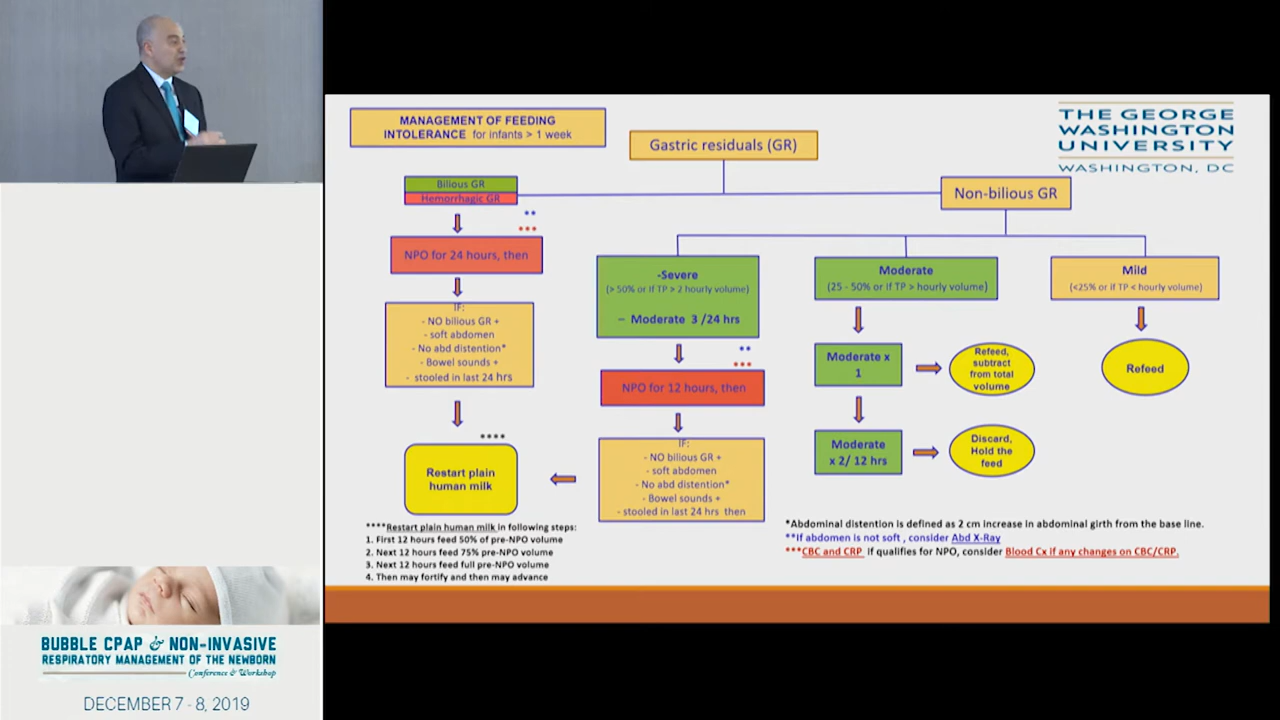 MANAGEMENT OF FEEDING
INTOLERANCE for infants > 1 week
Gastric residuals (GR)
THE GEORGE
WASHINGTON
UNIVERSITY
WASHINGTON, DC
Bilious GR
Hemorrhagic GR
Non-bilious GR
**
***
NPO for 24 hours, then
IF:
- NO bilious GR +
- soft abdomen
- No abd distention*
- Bowel sounds +
- stooled in last 24 hrs
****
Restart plain
human milk
-Severe
(> 50% or if TP > 2 hourly volume)
– Moderate 3 /24 hrs
**
***
NPO for 12 hours, then
IF:
- NO bilious GR +
- soft abdomen
- No abd distention*
- Bowel sounds +
- stooled in last 24 hrs then
Moderate
(25 - 50% or if TP > hourly volume)
Moderate x
1
Refeed,
subtract
from total
volume
Moderate
x 2/ 12 hrs
Discard,
Hold the
feed
Mild
(<25% or if TP < hourly volume)
Refeed
****Restart plain human milk in following steps:
1. First 12 hours feed 50% of pre-NPO volume
2. Next 12 hours feed 75% pre-NPO volume
3. Next 12 hours feed full pre-NPO volume
4. Then may fortify and then may advance
*Abdominal distention is defined as 2 cm increase in abdominal girth from the base line.
**If abdomen is not soft , consider Abd X-Ray
***CBC and CRP if qualifies for NPO, consider Blood Cx if any changes on CBC/CRP.
BUBBLE CPAP & NON-INVASIVE
RESPIRATORY MANAGEMENT OF THE NEWBORN
Conference & Workshop
DECEMBER 7 - 8, 2019